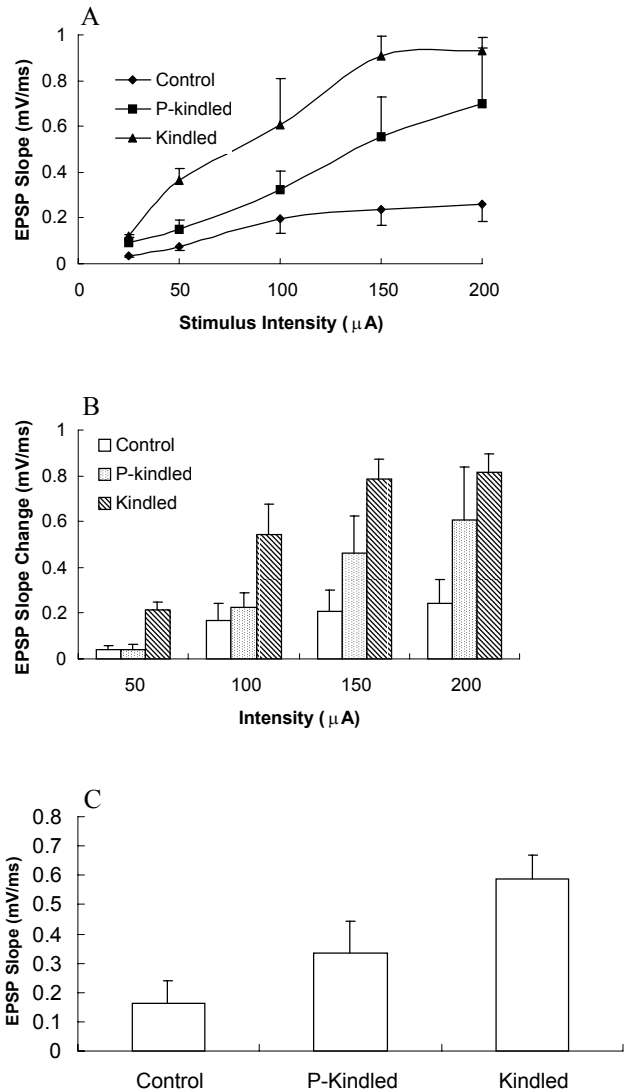 A
1
0.8
0.6
0.4
0.2
0
EPSP Slope (mV/ms)
Control
P-kindled
Kindled
0 50 100 150 200
Stimulus Intensity (μA)
B
1
0.8
0.6
0.4
0.2
0
EPSP Slope Change (mV/ms)
Control
P-kindled
Kindled
50 100 150 200
Intensity (μA)
C
0.8
0.7
0.6
0.5
0.4
0.3
0.2
0.1
0
EPSP Slope (mV/ms)
Control P-Kindled Kindled